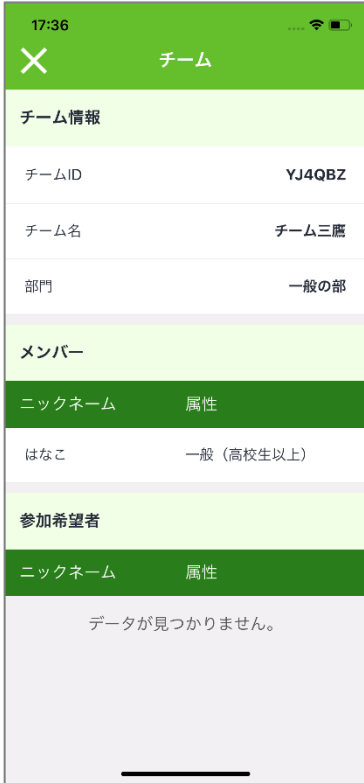 17:36
チーム
チーム情報
チームID YJ4QBZ
チーム名 チーム三鷹
部門 一般の部
メンバー
ニックネーム 属性
はなこ 一般（高校生以上）
参加希望者
ニックネーム 属性
データが見つかりません。